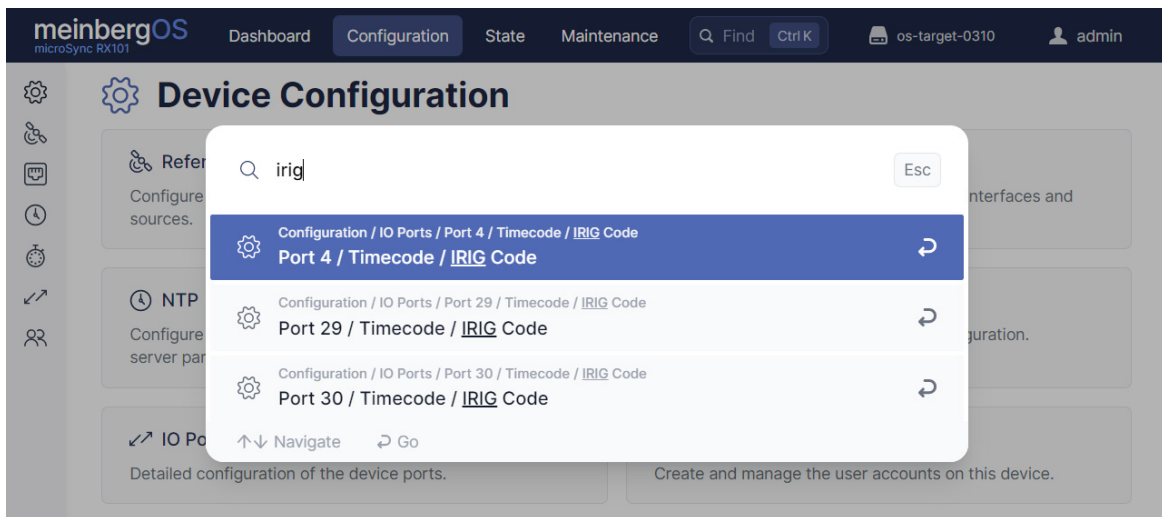 meinbergOS
microSync RX101
Dashboard Configuration State Maintenance Find Ctrl K os-target-0310 admin
Device Configuration
Configure
sources.
irig
Esc
nterfaces and
Configuration / IO Ports / Port 4 / Timecode / IRIG Code
Port 4 / Timecode / IRIG Code
Configuration / IO Ports / Port 29 / Timecode / IRIG Code
Port 29 / Timecode / IRIG Code
NTP
Configure
guration.
server par
Configuration / IO Ports / Port 30 / Timecode / IRIG Code
Port 30 / Timecode / IRIG Code
Navigate Go
IO Po
Detailed configuration of the device ports.
Create and manage the user accounts on this device.